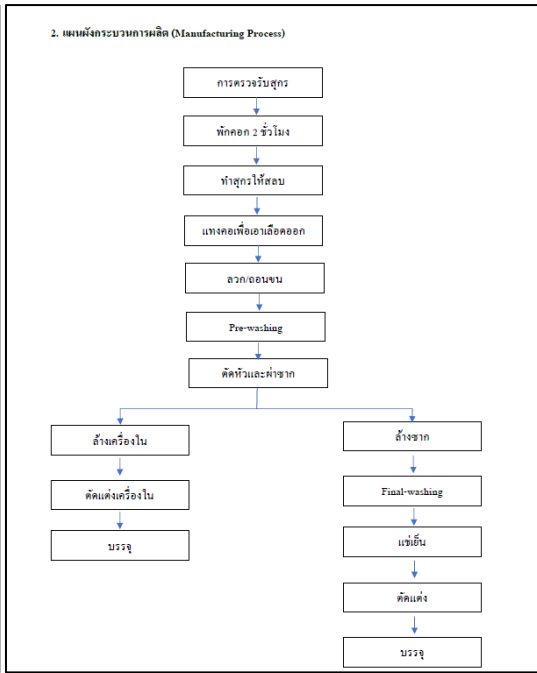 2. แผนผังกระบวนการผลิต (Manufacturing Process)
การตรวจรับสุกร
พักคอก 2 ชั่วโมง
ทำสุกรให้สลบ
แทงคอเพื่อเอาเลือดออก
ลวก/ถอนขน
Pre-washing
ตัดหัวและผ่าซาก
ล้างเครื่องใน
ตัดแต่งเครื่องใน
บรรจุ
ล้างซาก
Final-washing
แช่เย็น
ตัดแต่ง
บรรจุ